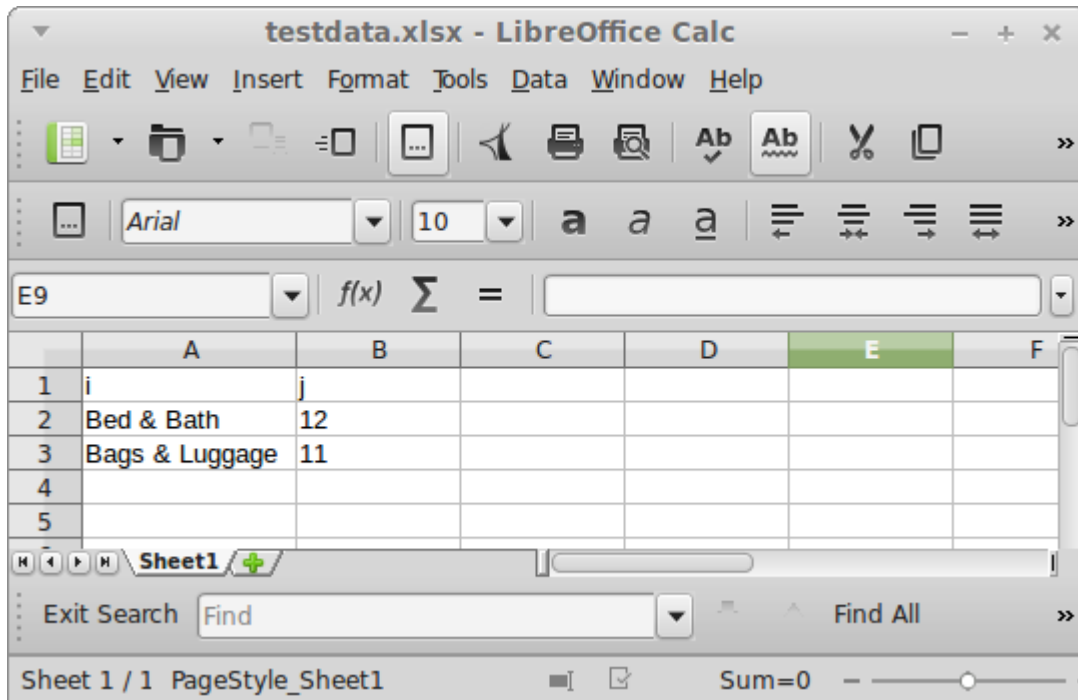 testdata.xlsx - LibreOffice Calc
File Edit View Insert Format Tools Data Window Help
Ab Ab
Arial 10 a a a
E9 f(x) Σ =
A B C D E F
1 i j
2 Bed & Bath 12
3 Bags & Luggage 11
4
5
Sheet1
Exit Search Find Find All
Sheet 1 / 1 PageStyle_Sheet1 Sum=0